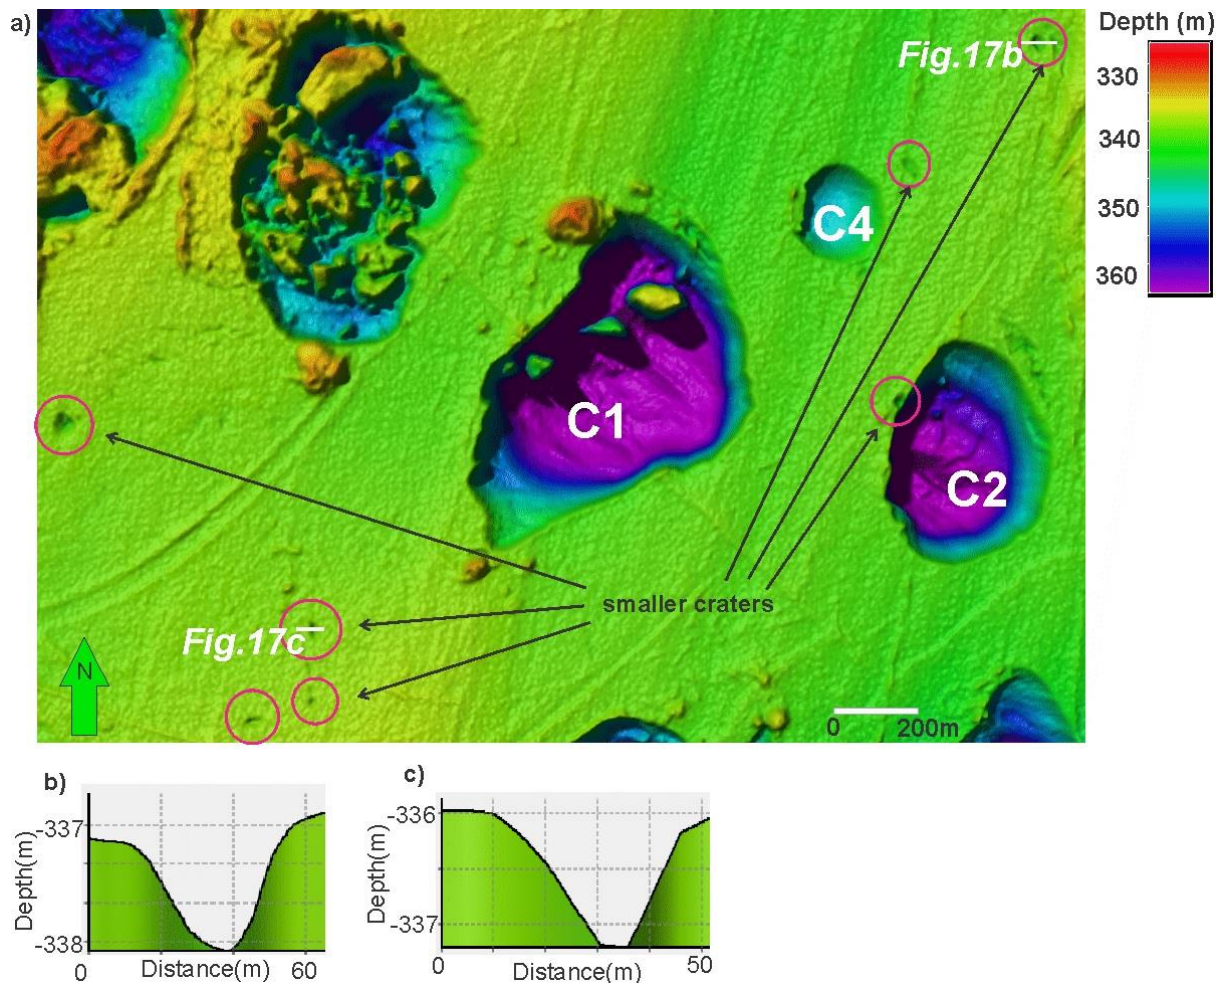 a)
Depth (m)
Fig.17b
330
340
350
360
C4
C1
C2
smaller craters
Fig.17c
N
0 200m
b)
-337
Depth(m)
-338
0 Distance(m) 60
c)
-336
Depth(m)
-337
0 Distance(m) 50